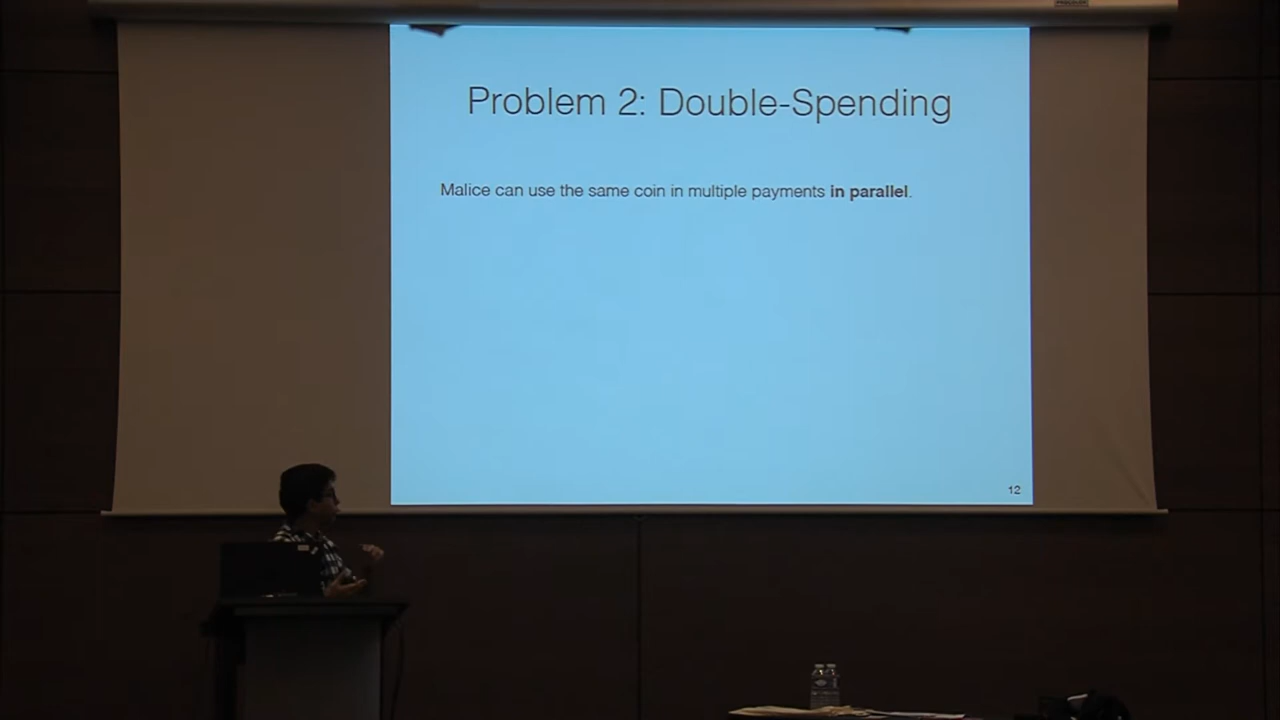 Problem 2: Double-Spending
Malice can use the same coin in multiple payments in parallel.
12